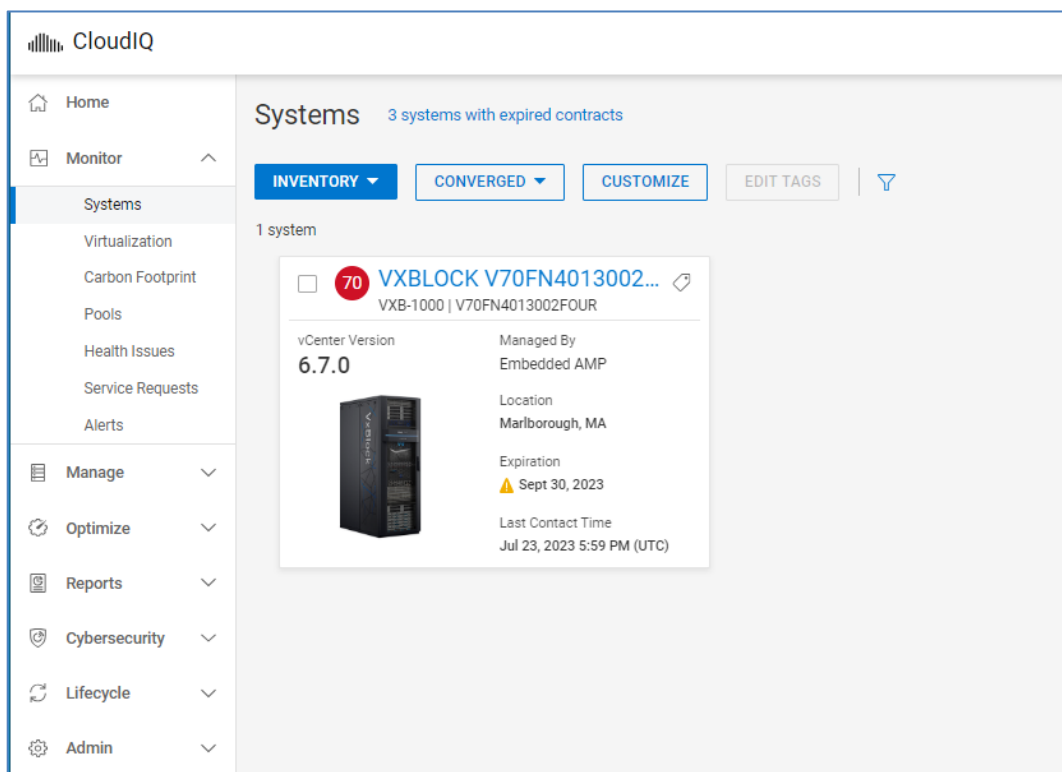 CloudIQ
Home
Monitor
Systems
Virtualization
Carbon Footprint
Pools
Health Issues
Service Requests
Alerts
Manage
Optimize
Reports
Cybersecurity
Lifecycle
Admin
Systems 3 systems with expired contracts
INVENTORY CONVERGED CUSTOMIZE EDIT TAGS
1 system
70 VXBLOCK V70FN4013002...
VXB-1000 | V70FN4013002FOUR
vCenter Version
6.7.0
VxBlock
Managed By
Embedded AMP
Location
Marlborough, MA
Expiration
Sept 30, 2023
Last Contact Time
Jul 23, 2023 5:59 PM (UTC)